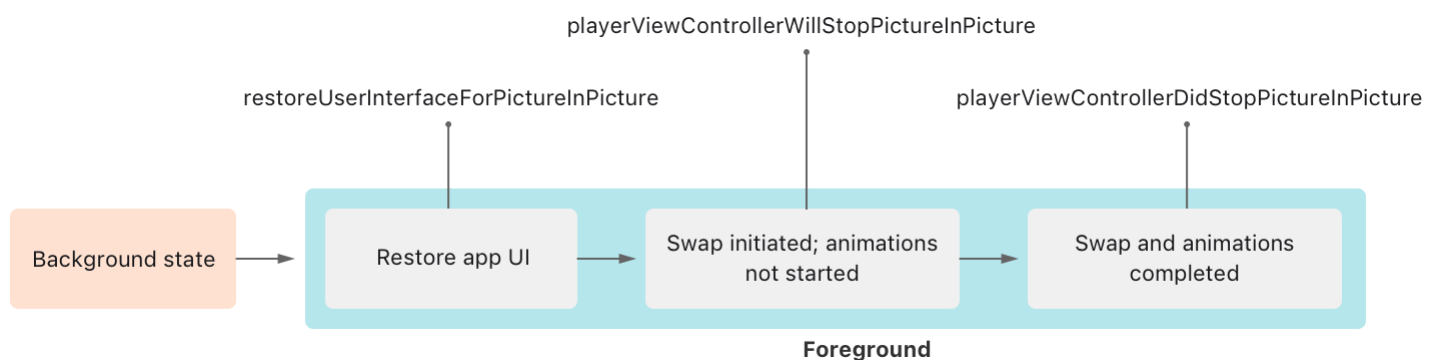 playerViewControllerWillStopPictureInPicture
restoreUserInterfaceForPictureInPicture
playerViewControllerDidStopPictureInPicture
Background state
Restore app UI
Swap initiated; animations
not started
Swap and animations
completed
Foreground